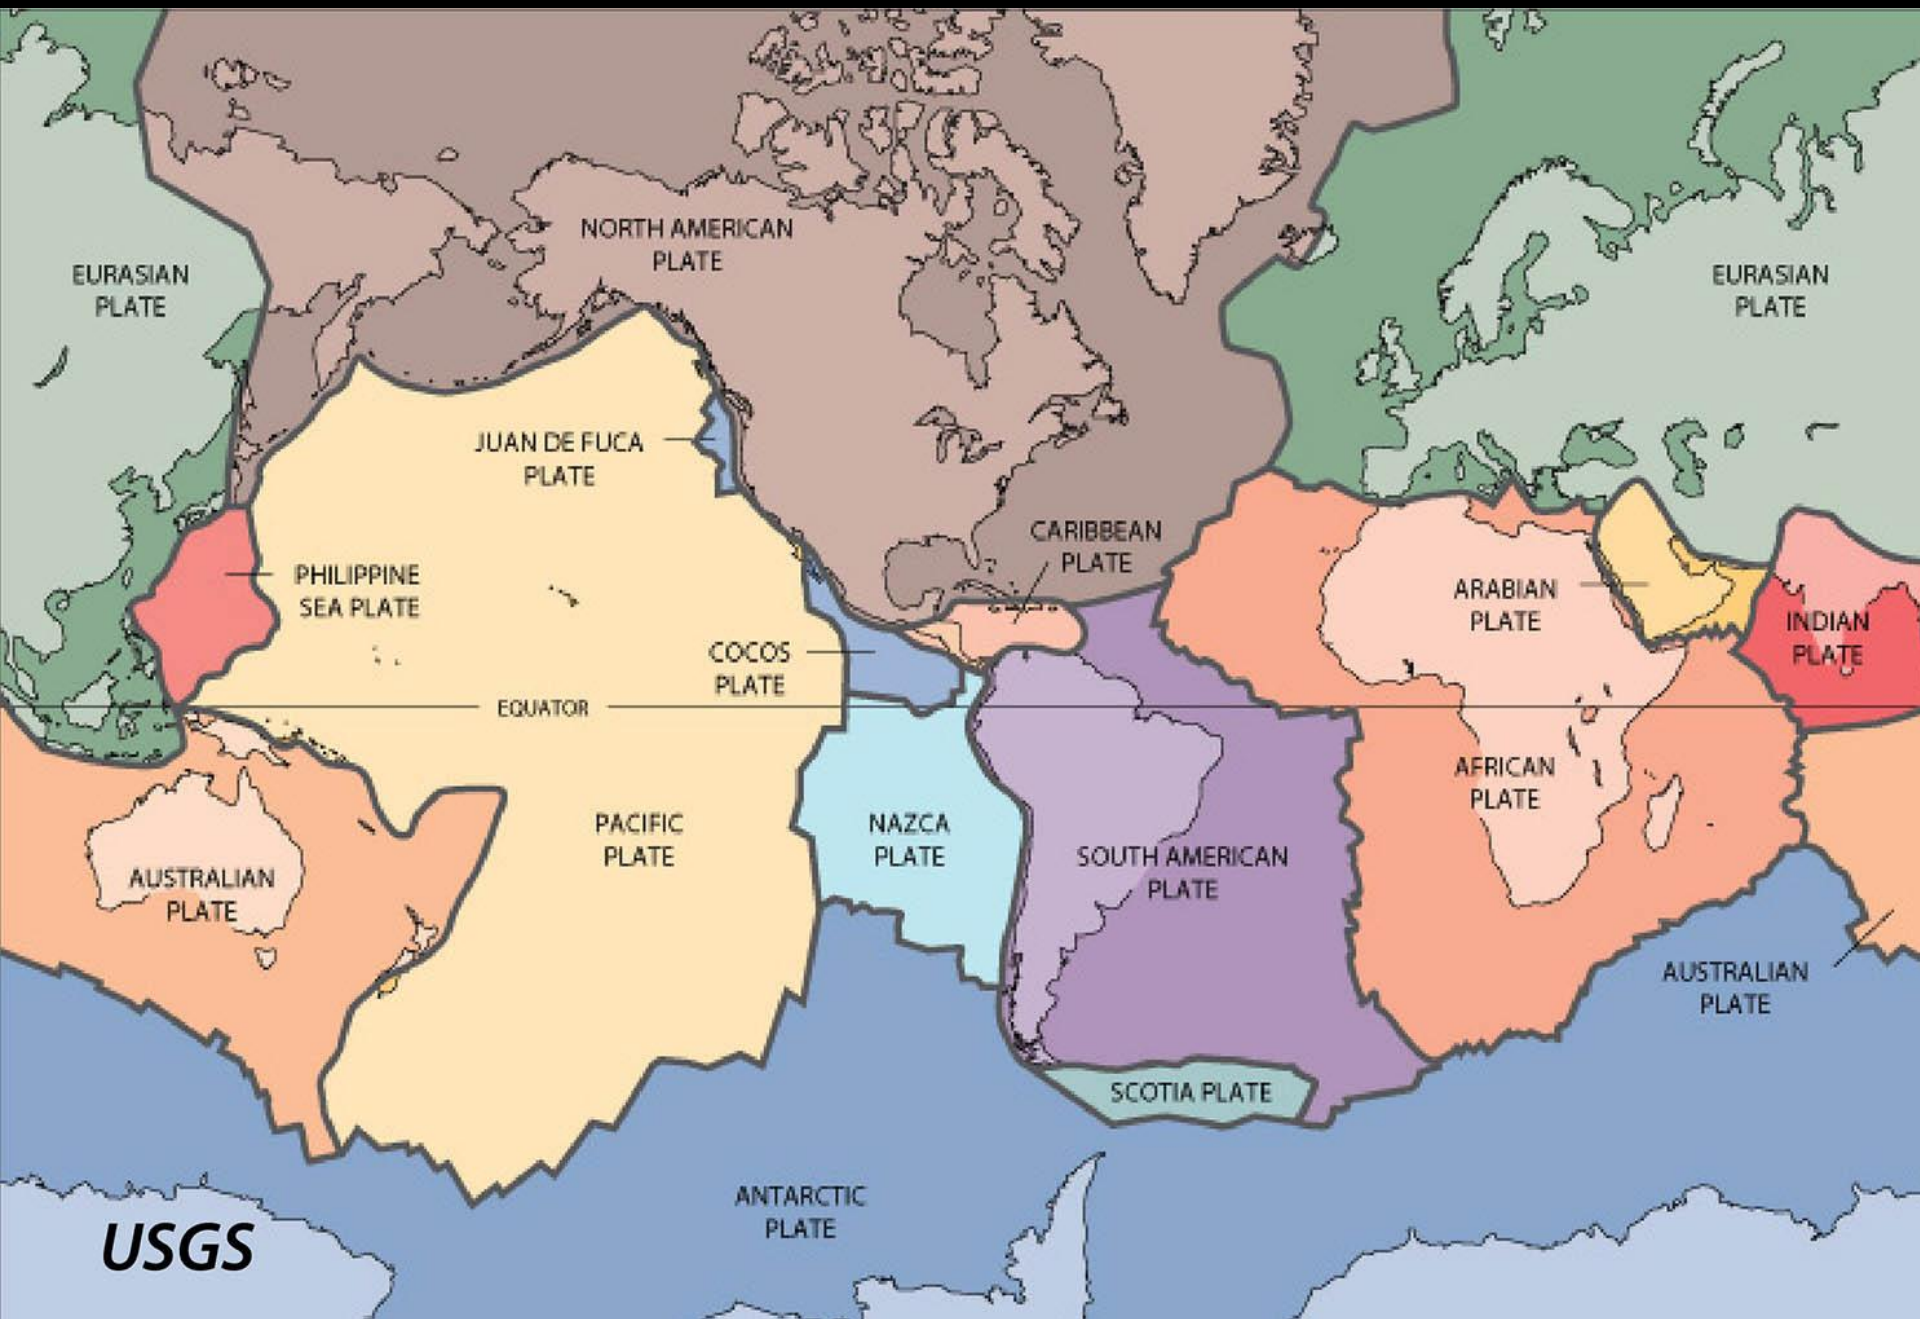 NORTH AMERICAN
PLATE
EURASIAN
PLATE
EURASIAN
PLATE
JUAN DE FUCA
PLATE
CARIBBEAN
PLATE
PHILIPPINE
SEA PLATE
ARABIAN
PLATE
INDIAN
PLATE
COCOS
PLATE
EQUATOR
AFRICAN
PLATE
PACIFIC
PLATE
NAZCA
PLATE
SOUTH AMERICAN
PLATE
AUSTRALIAN
PLATE
AUSTRALIAN
PLATE
SCOTIA PLATE
ANTARCTIC
PLATE
USGS